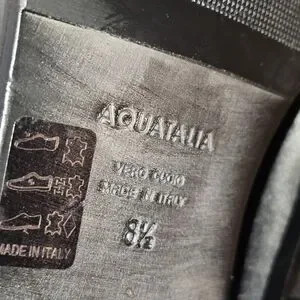 AQUATALIA
VERO CUOIO
MADE IN ITALY
8½
MADE IN ITALY